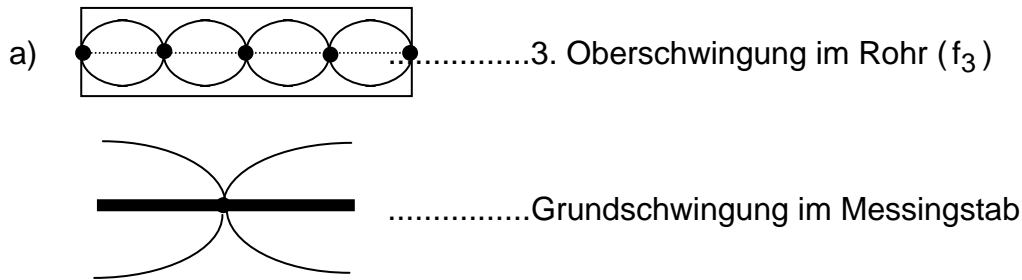 a) ................3. Oberschwingung im Rohr (f3)
................Grundschwingung im Messingstab